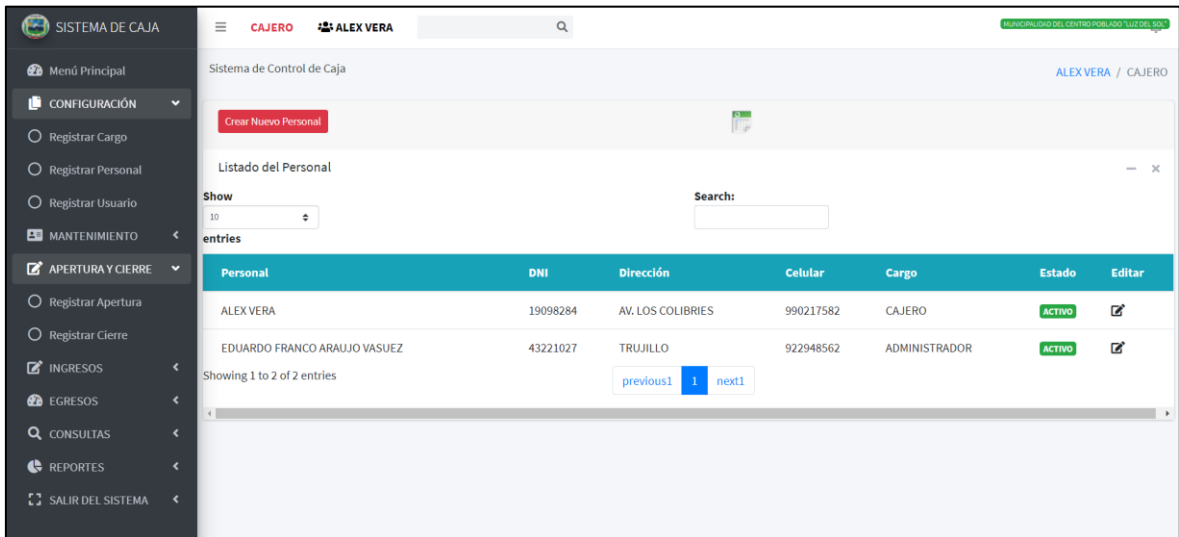 SISTEMA DE CAJA
CAJERO ALEX VERA
MUNICIPALIDAD DEL CENTRO POBLADO "LUZ DEL SOL"
Menú Principal
CONFIGURACIÓN
Registrar Cargo
Registrar Personal
Registrar Usuario
MANTENIMIENTO
APERTURA Y CIERRE
Registrar Apertura
Registrar Cierre
INGRESOS
EGRESOS
CONSULTAS
REPORTES
SALIR DEL SISTEMA
Sistema de Control de Caja
ALEX VERA / CAJERO
Crear Nuevo Personal
Listado del Personal
Show
10
entries
Search:
Personal DNI Dirección Celular Cargo Estado Editar
ALEX VERA 19098284 AV. LOS COLIBRIES 990217582 CAJERO ACTIVO
EDUARDO FRANCO ARAUJO VASUEZ 43221027 TRUJILLO 922948562 ADMINISTRADOR ACTIVO
Showing 1 to 2 of 2 entries
previous1 1 next1